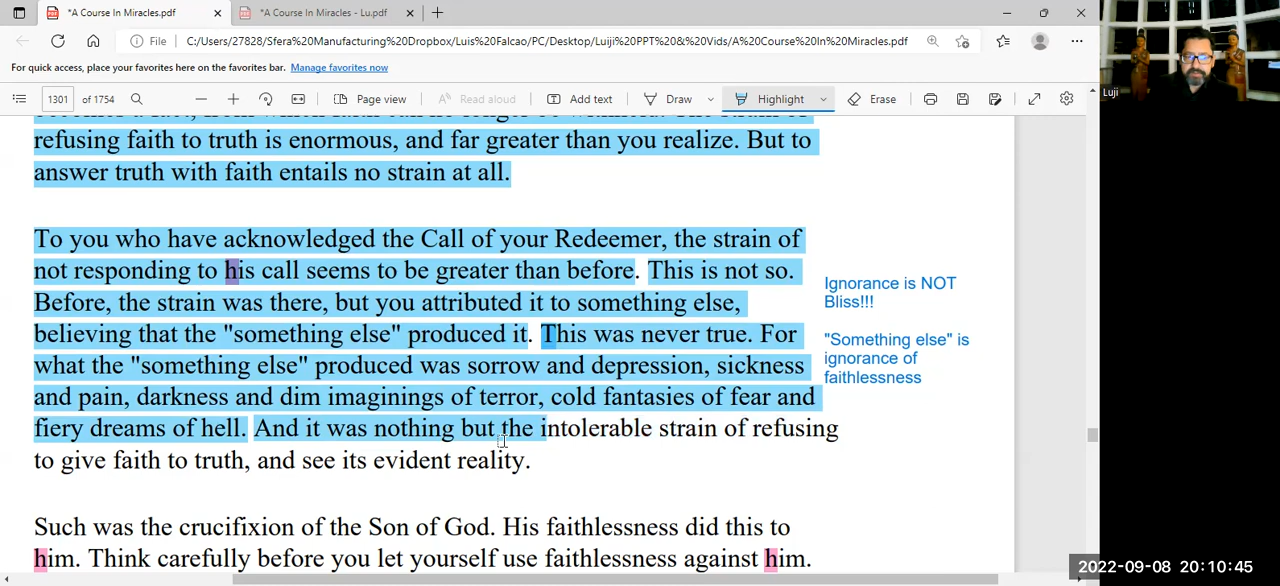 *A Course In Miracles.pdf
*A Course In Miracles - Lu.pdf
File
C:/Users/27828/Sfera%20Manufacturing%20Dropbox/Luis%20Falcao/PC/Desktop/Luiji%20PPT%20&%20Vids/A%20Course%20In%20Miracles.pdf
For quick access, place your favorites here on the favorites bar. Manage favorites now
1301 of 1754
Page view
Read aloud
Add text
Draw
Highlight
Erase
Luji
refusing faith to truth is enormous, and far greater than you realize. But to
answer truth with faith entails no strain at all.
To you who have acknowledged the Call of your Redeemer, the strain of
not responding to his call seems to be greater than before. This is not so.
Before, the strain was there, but you attributed it to something else,
believing that the "something else" produced it. This was never true. For
what the "something else" produced was sorrow and depression, sickness
and pain, darkness and dim imaginings of terror, cold fantasies of fear and
fiery dreams of hell. And it was nothing but the intolerable strain of refusing
to give faith to truth, and see its evident reality.
Such was the crucifixion of the Son of God. His faithlessness did this to
him. Think carefully before you let yourself use faithlessness against him.
Ignorance is NOT
Bliss!!!
"Something else" is
ignorance of
faithlessness
2022-09-08 20:10:45